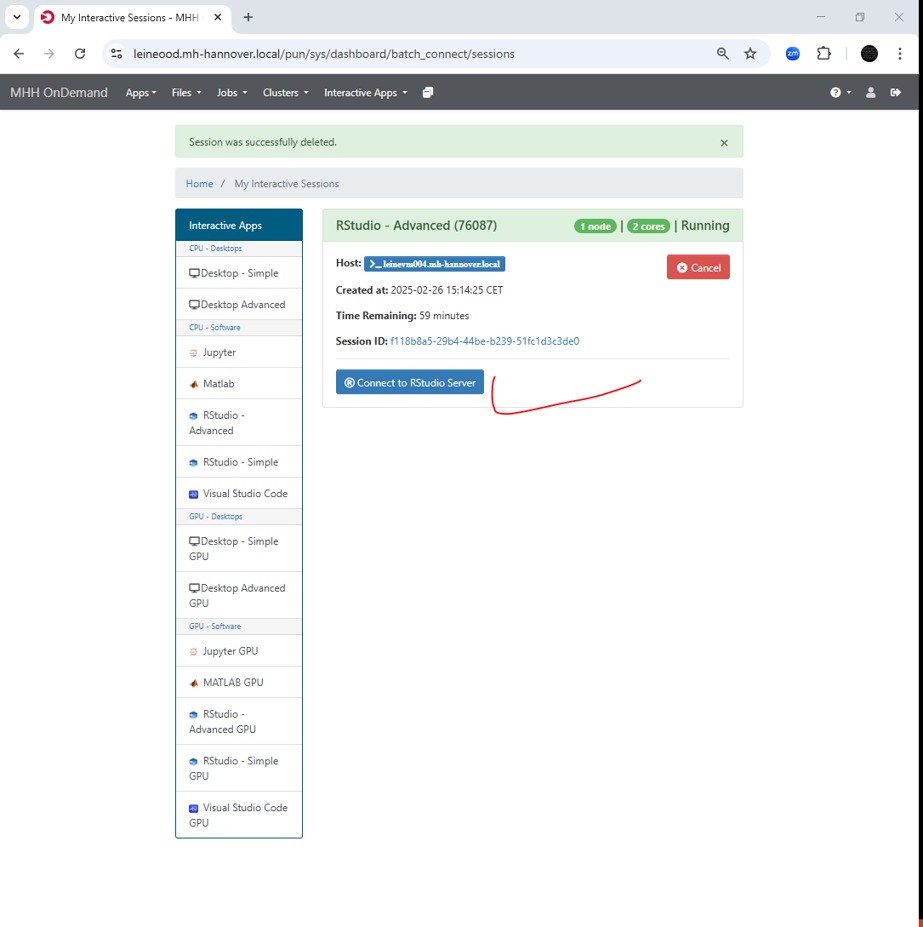 My Interactive Sessions - MHH
leineood.mh-hannover.local/pun/sys/dashboard/batch_connect/sessions
zm
MHH OnDemand Apps Files Jobs Clusters Interactive Apps
Session was successfully deleted.
Home / My Interactive Sessions
Interactive Apps
CPU - Desktops
Desktop - Simple
Desktop Advanced
CPU - Software
Jupyter
Matlab
RStudio -
Advanced
RStudio - Simple
Visual Studio Code
GPU - Desktops
Desktop - Simple
GPU
Desktop Advanced
GPU
GPU - Software
Jupyter GPU
MATLAB GPU
RStudio -
Advanced GPU
RStudio - Simple
GPU
Visual Studio Code
GPU
RStudio - Advanced (76087) 1 node | 2 cores | Running
Host: >_leinevm004.mh-hannover.local
Cancel
Created at: 2025-02-26 15:14:25 CET
Time Remaining: 59 minutes
Session ID: f118b8a5-29b4-44be-b239-51fc1d3c3de0
Connect to RStudio Server